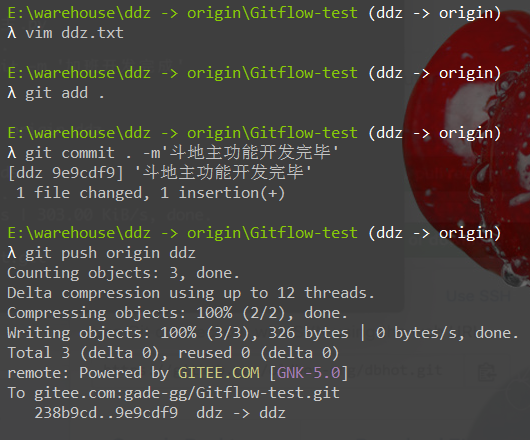 E:\warehouse\ddz -> origin\Gitflow-test (ddz -> origin)
λ vim ddz.txt
E:\warehouse\ddz -> origin\Gitflow-test (ddz -> origin)
λ git add .
E:\warehouse\ddz -> origin\Gitflow-test (ddz -> origin)
λ git commit . -m'斗地主功能开发完毕'
[ddz 9e9cdf9] '斗地主功能开发完毕'
1 file changed, 1 insertion(+)
E:\warehouse\ddz -> origin\Gitflow-test (ddz -> origin)
λ git push origin ddz
Counting objects: 3, done.
Delta compression using up to 12 threads.
Compressing objects: 100% (2/2), done.
Writing objects: 100% (3/3), 326 bytes | 0 bytes/s, done.
Total 3 (delta 0), reused 0 (delta 0)
remote: Powered by GITEE.COM [GNK-5.0]
To gitee.com:gade-gg/Gitflow-test.git
238b9cd..9e9cdf9 ddz -> ddz